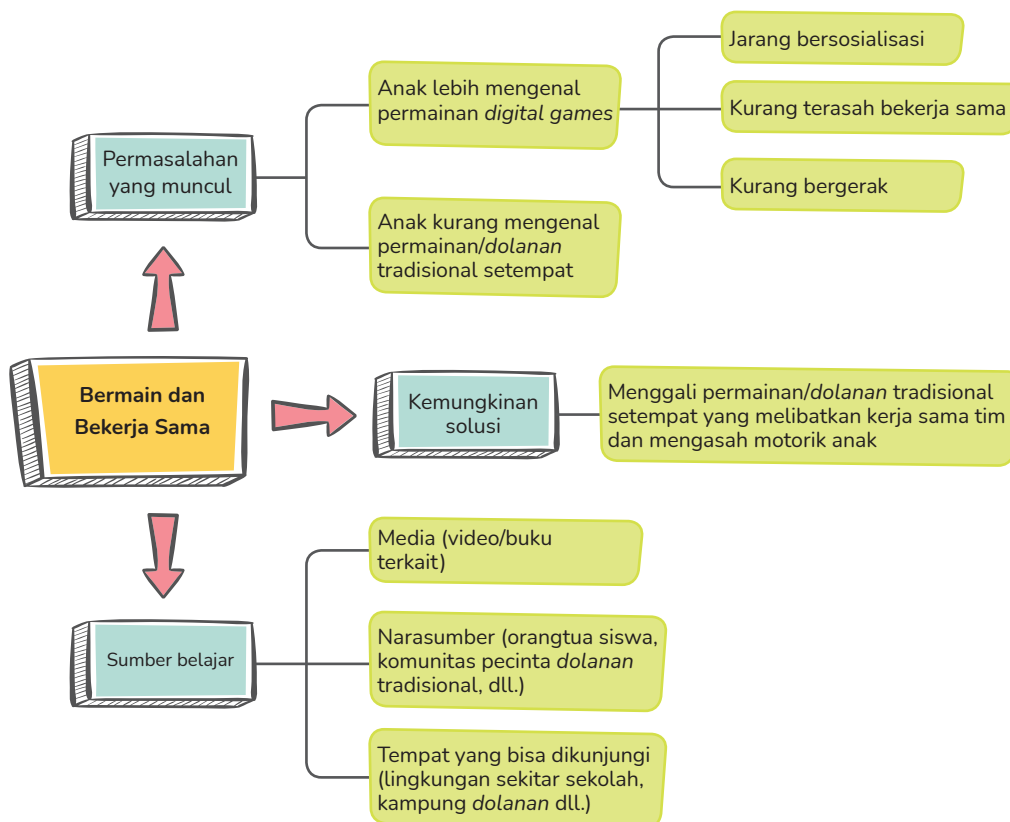 Permasalahan
yang muncul
Anak lebih mengenal
permainan digital games
Jarang bersosialisasi
Kurang terasah bekerja sama
Kurang bergerak
Anak kurang mengenal
permainan/dolanan
tradisional setempat
Bermain dan
Bekerja Sama
Kemungkinan
solusi
Menggali permainan/dolanan tradisional
setempat yang melibatkan kerja sama tim
dan mengasah motorik anak
Sumber belajar
Media (video/buku
terkait)
Narasumber (orangtua siswa,
komunitas pecinta dolanan
tradisional, dll.)
Tempat yang bisa dikunjungi
(lingkungan sekitar sekolah,
kampung dolanan dll.)